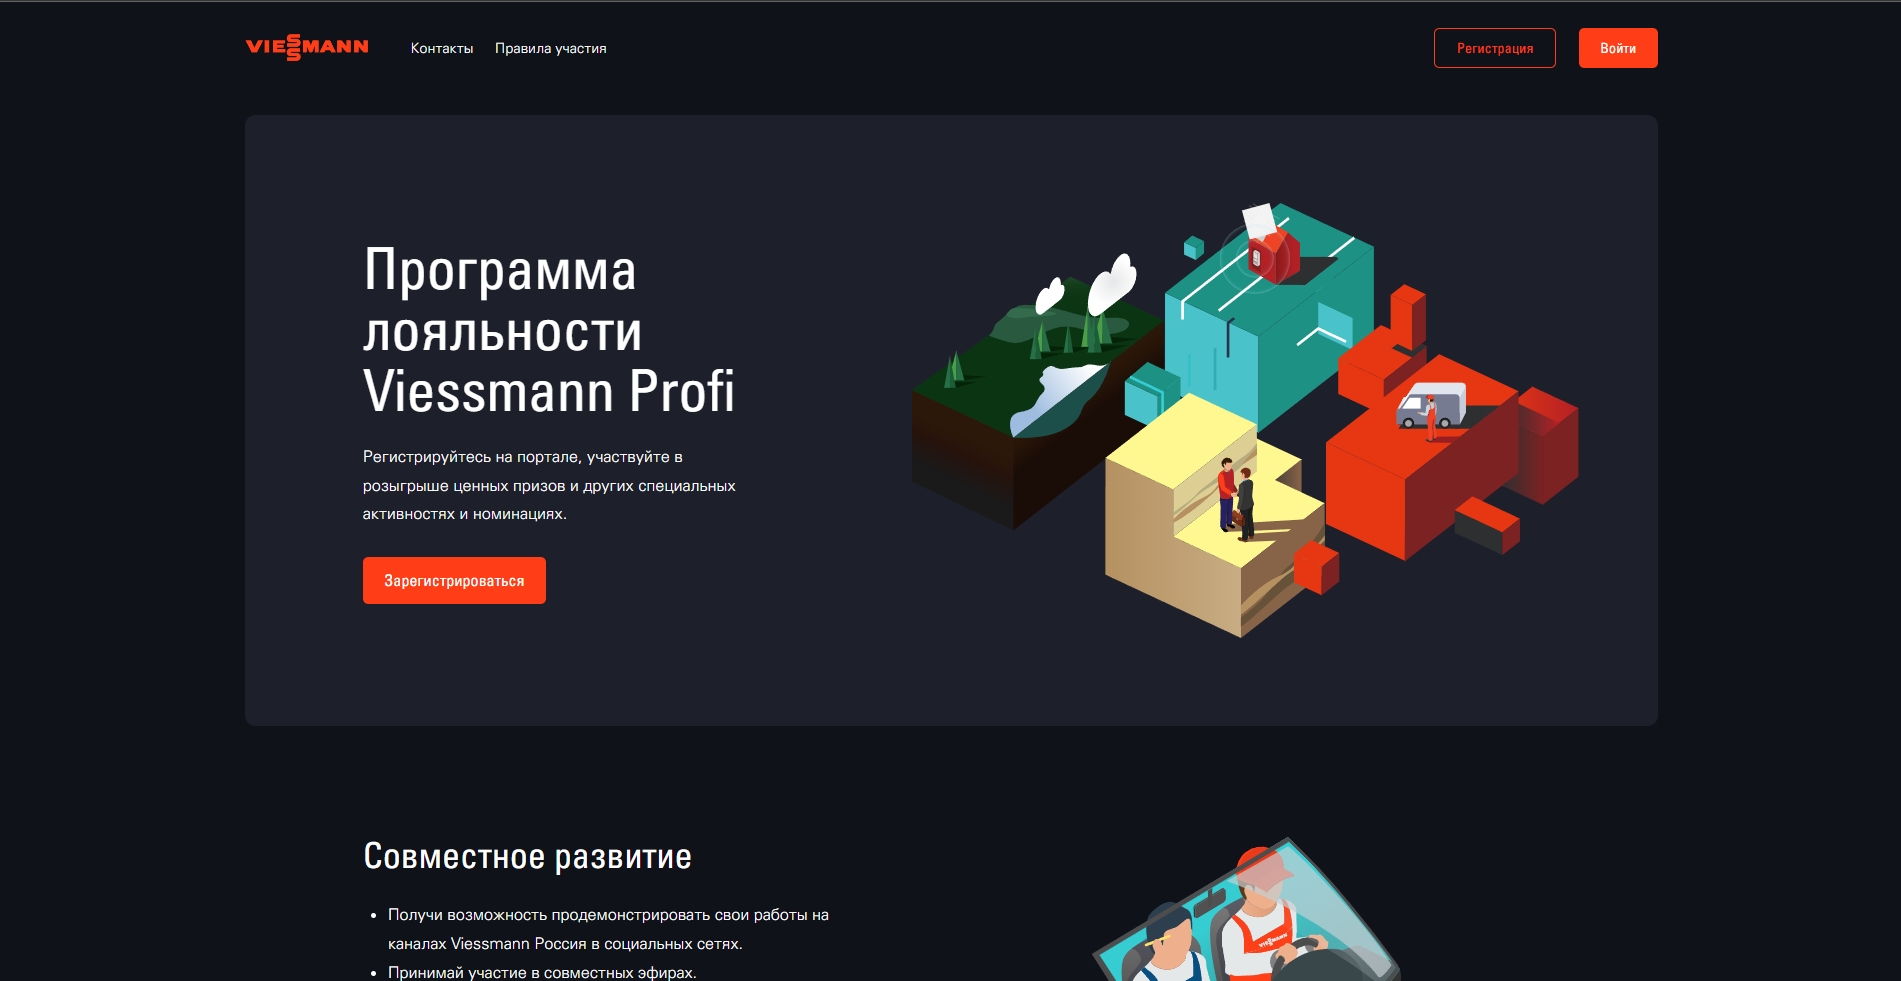 VIESSMANN
Контакты
Правила участия
Регистрация
Войти
Программа
лояльности
Viessmann Profi
Регистрируйтесь на портале, участвуйте в
розыгрыше ценных призов и других специальных
активностях и номинациях.
Зарегистрироваться
Совместное развитие
• Получи возможность продемонстрировать свои работы на
каналах Viessmann Россия в социальных сетях.
• Принимай участие в совместных эфирах.
VIESSMANN